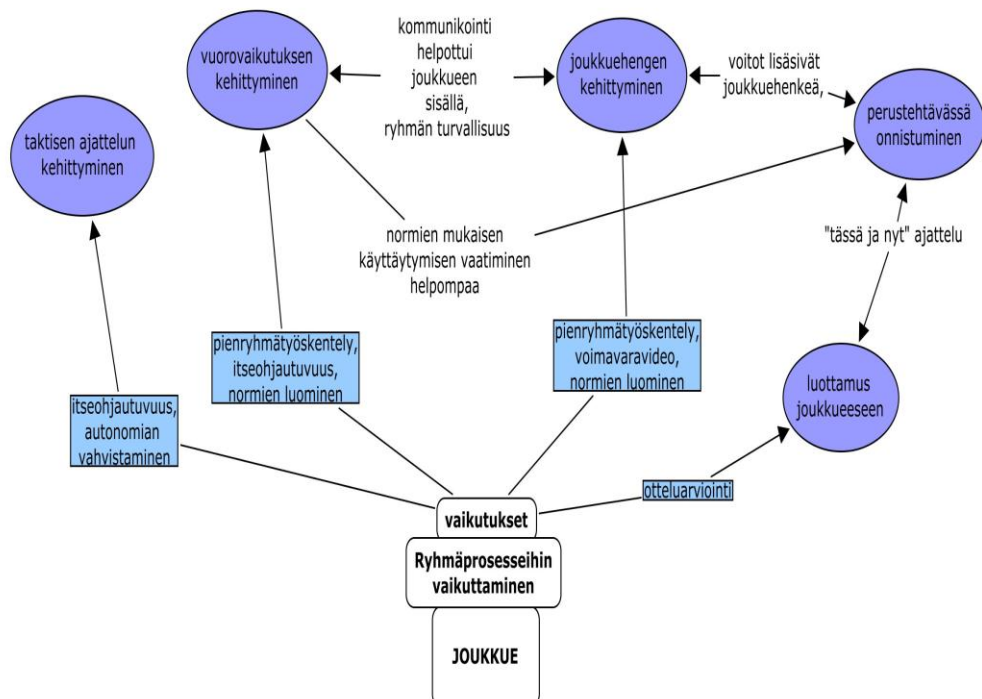 kommunikointi
helpottui
joukkueen
sisällä,
ryhmän turvallisuus
vuorovaikutuksen
kehittyminen
joukkuehengen
kehittyminen
voitot lisäsivät
joukkuehenkeä,
perustehtävässä
onnistuminen
taktisen ajattelun
kehittyminen
normien mukaisen
käyttäytymisen vaatiminen
helpompaa
"tässä ja nyt" ajattelu
pienryhmätyöskentely,
itseohjautuvuus,
normien luominen
pienryhmätyöskentely,
voimavaravideo,
normien luominen
luottamus
joukkueeseen
itseohjautuvuus,
autonomian
vahvistaminen
otteluarviointi
vaikutukset
Ryhmäprosesseihin
vaikuttaminen
JOUKKUE